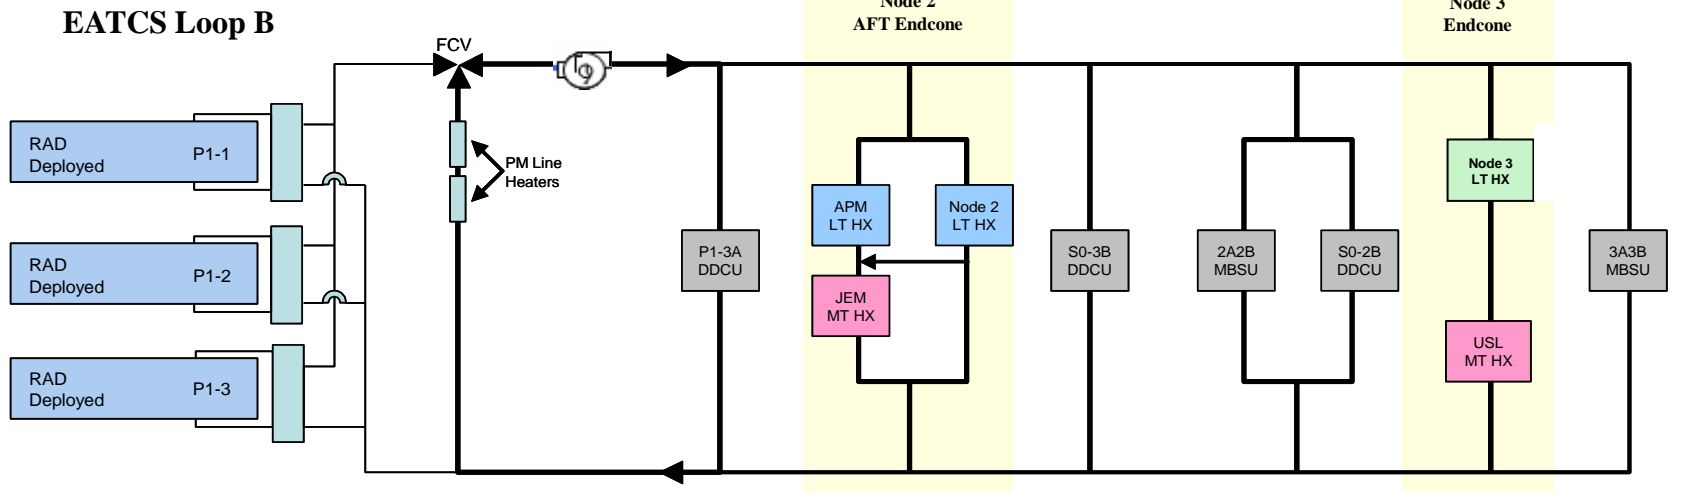 Node 2
AFT Endcone
Node 3
Endcone
EATCS Loop B
FCV
RAD
Deployed
P1-1
PM Line
Heaters
RAD
Deployed
P1-2
RAD
Deployed
P1-3
P1-3A
DDCU
APM
LT HX
Node 2
LT HX
JEM
MT HX
S0-3B
DDCU
2A2B
MBSU
S0-2B
DDCU
Node 3
LT HX
USL
MT HX
3A3B
MBSU